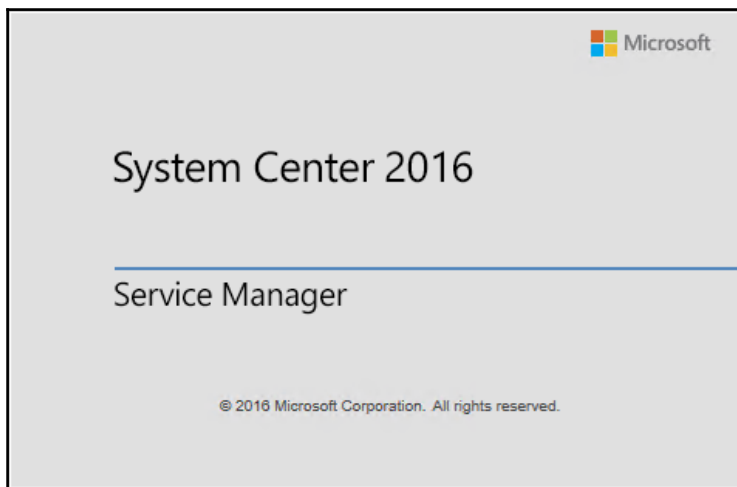 Microsoft
System Center 2016
Service Manager
© 2016 Microsoft Corporation. All rights reserved.